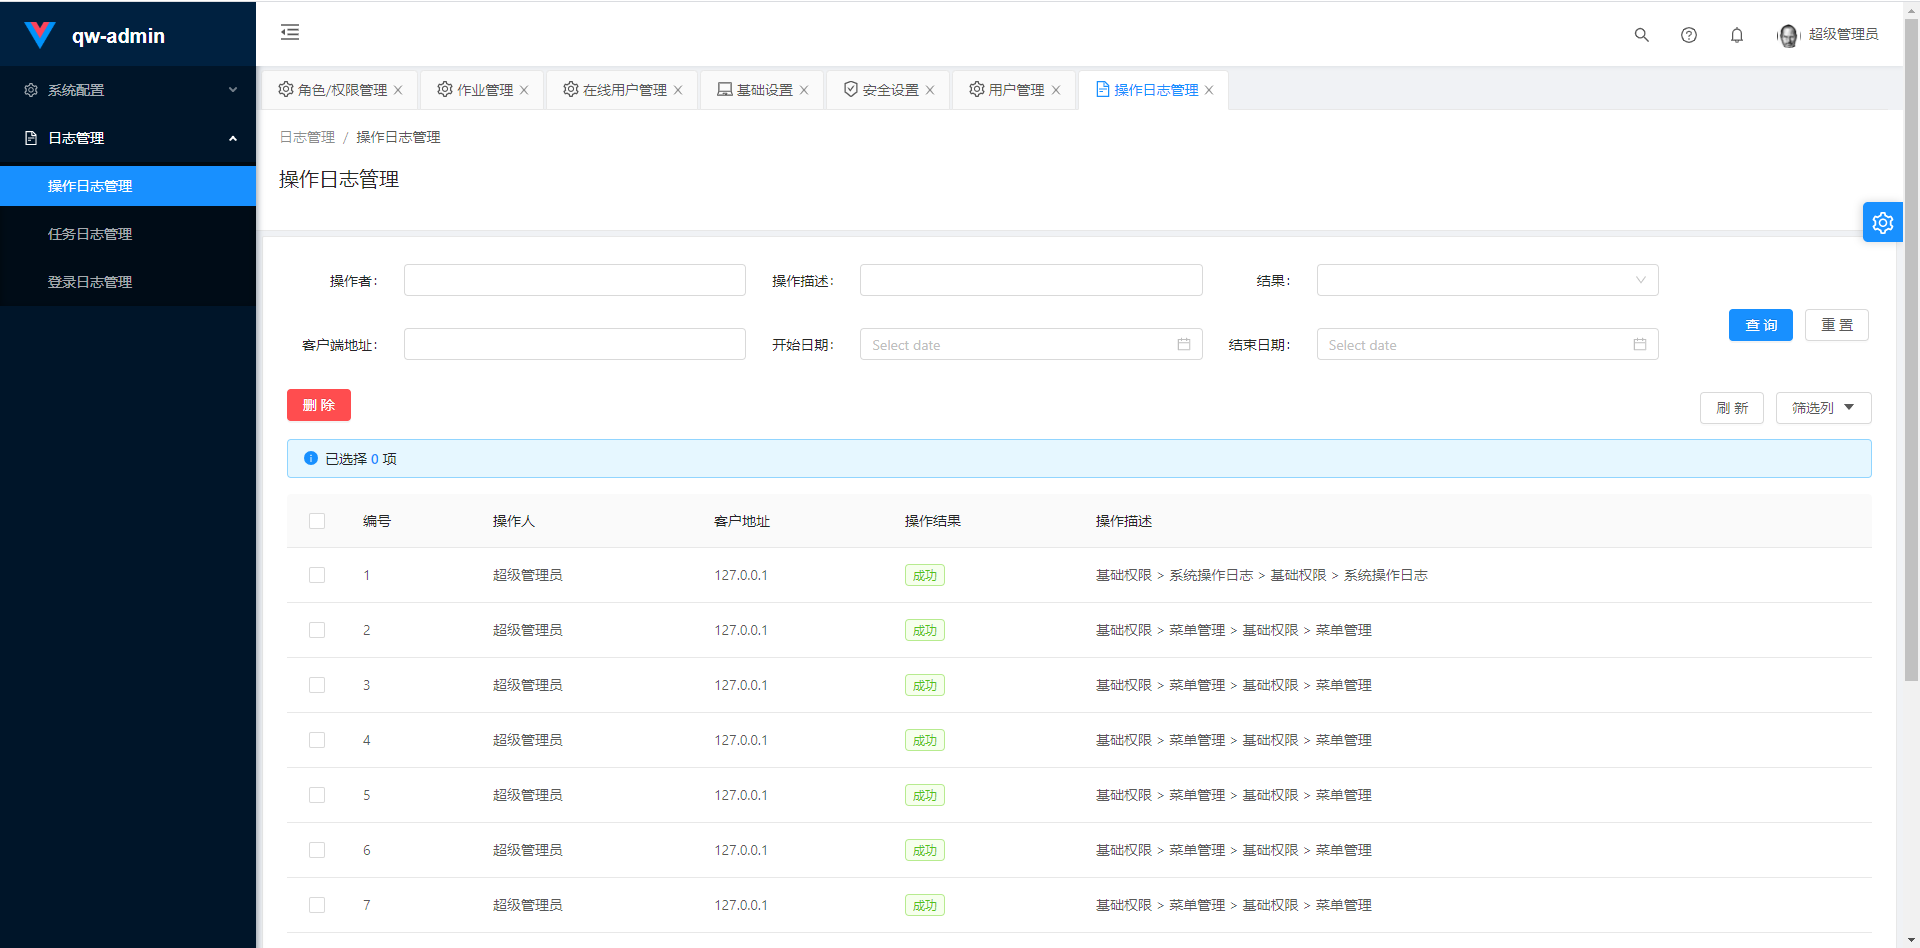 qw-admin
超级管理员
系统配置
日志管理
操作日志管理
任务日志管理
登录日志管理
角色/权限管理 作业管理 在线用户管理 基础设置 安全设置 用户管理 操作日志管理
日志管理 / 操作日志管理
操作日志管理
操作者: 操作描述: 结果:
客户端地址: 开始日期: Select date 结束日期: Select date
查 询 重 置
删 除 刷 新 筛选列
已选择 0 项
编号 操作人 客户地址 操作结果 操作描述
1 超级管理员 127.0.0.1 成功 基础权限 > 系统操作日志 > 基础权限 > 系统操作日志
2 超级管理员 127.0.0.1 成功 基础权限 > 菜单管理 > 基础权限 > 菜单管理
3 超级管理员 127.0.0.1 成功 基础权限 > 菜单管理 > 基础权限 > 菜单管理
4 超级管理员 127.0.0.1 成功 基础权限 > 菜单管理 > 基础权限 > 菜单管理
5 超级管理员 127.0.0.1 成功 基础权限 > 菜单管理 > 基础权限 > 菜单管理
6 超级管理员 127.0.0.1 成功 基础权限 > 菜单管理 > 基础权限 > 菜单管理
7 超级管理员 127.0.0.1 成功 基础权限 > 菜单管理 > 基础权限 > 菜单管理